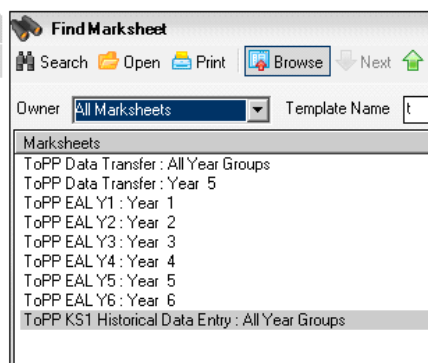 Find Marksheet
Search Open Print Browse Next
Owner All Marksheets Template Name t
Marksheets
ToPP Data Transfer : All Year Groups
ToPP Data Transfer : Year 5
ToPP EAL Y1 : Year 1
ToPP EAL Y2 : Year 2
ToPP EAL Y3 : Year 3
ToPP EAL Y4 : Year 4
ToPP EAL Y5 : Year 5
ToPP EAL Y6 : Year 6
ToPP KS1 Historical Data Entry : All Year Groups